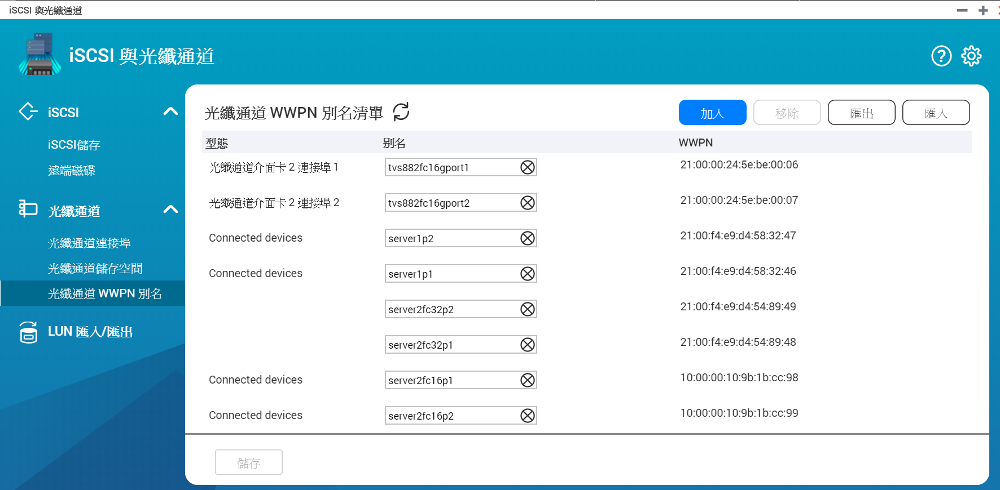 iSCSI 與光纖通道
iSCSI 與光纖通道
iSCSI
iSCSI儲存
遠端磁碟
光纖通道
光纖通道連接埠
光纖通道儲存空間
光纖通道 WWPN 別名
LUN 匯入/匯出
光纖通道 WWPN 別名清單
加入 移除 匯出 匯入
型態 別名 WWPN
光纖通道介面卡 2 連接埠 1 tvs882fc16gport1 21:00:00:24:5e:be:00:06
光纖通道介面卡 2 連接埠 2 tvs882fc16gport2 21:00:00:24:5e:be:00:07
Connected devices server1p2 21:00:f4:e9:d4:58:32:47
Connected devices server1p1 21:00:f4:e9:d4:58:32:46
server2fc32p2 21:00:f4:e9:d4:54:89:49
server2fc32p1 21:00:f4:e9:d4:54:89:48
Connected devices server2fc16p1 10:00:00:10:9b:1b:cc:98
Connected devices server2fc16p2 10:00:00:10:9b:1b:cc:99
儲存